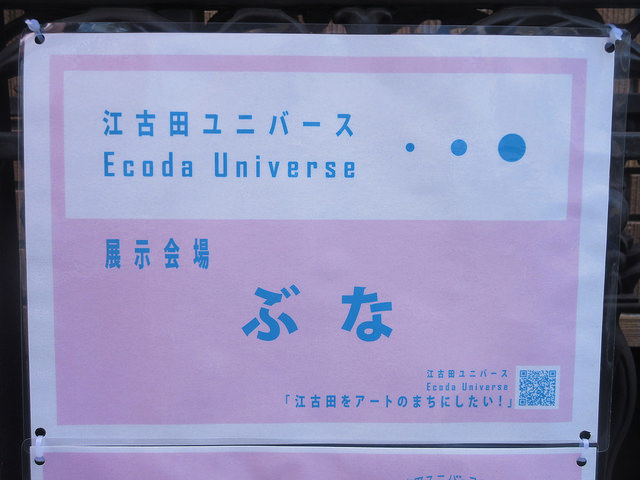 江古田ユニバース
Ecoda Universe
展示会場
ぶな
江古田ユニバース
Ecoda Universe
「江古田をアートのまちにしたい!」